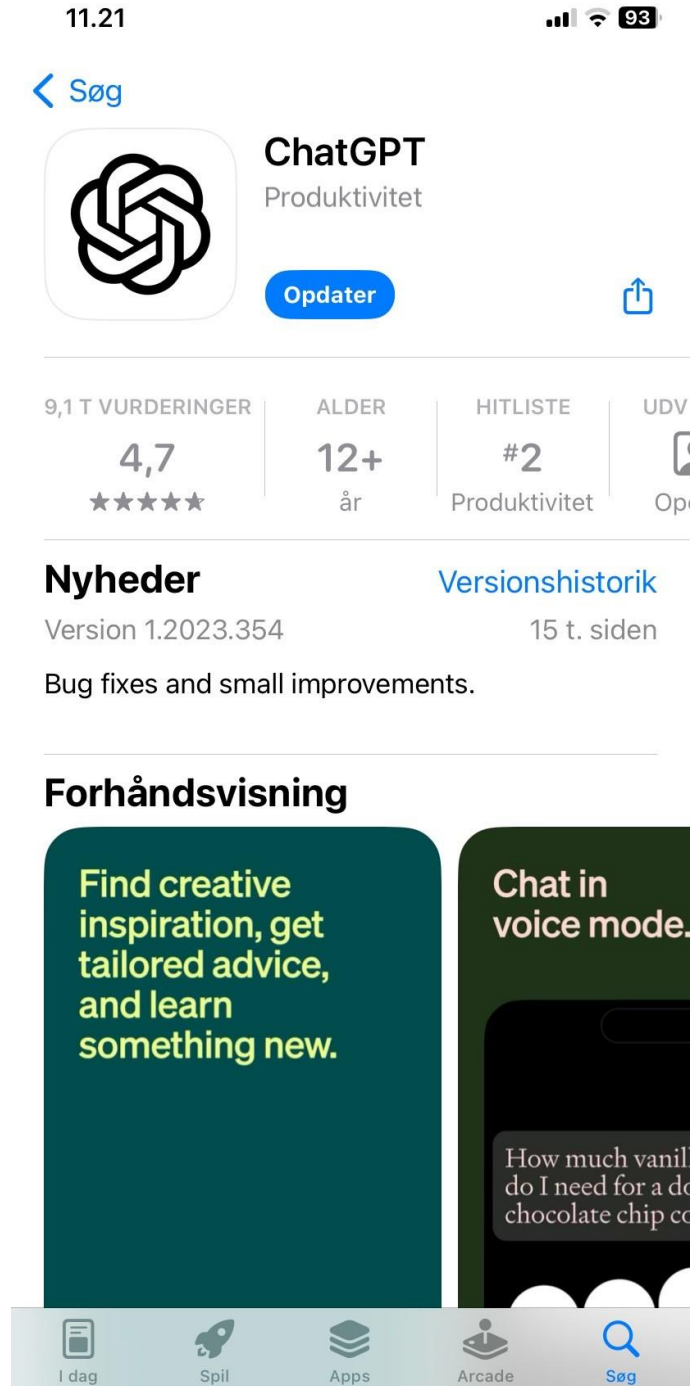 11.21
93
Søg
ChatGPT
Produktivitet
Opdater
9,1 T VURDERINGER
4,7
ALDER
12+
år
HITLISTE
#2
Produktivitet
Nyheder
Versionshistorik
Version 1.2023.354
15 t. siden
Bug fixes and small improvements.
Forhåndsvisning
Find creative
inspiration, get
tailored advice,
and learn
something new.
Chat in
voice mode.
How much
do I need for a
chocolate chip
I dag
Spil
Apps
Arcade
Søg